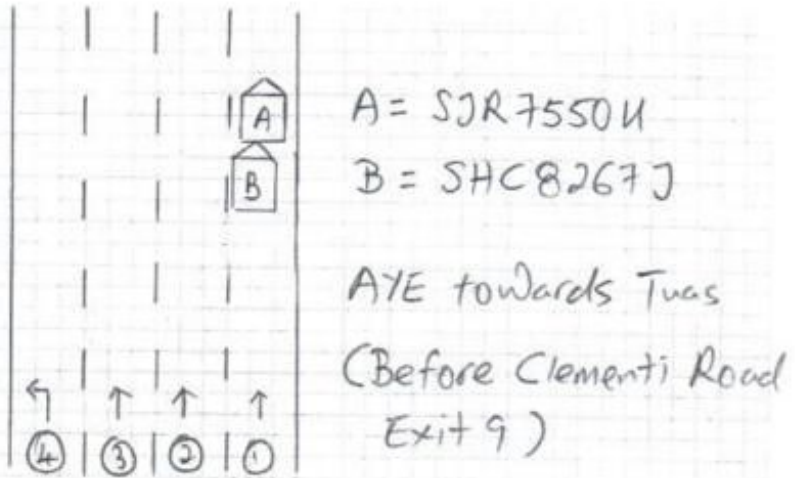 A
B
④ ③ ② ①
A = SJR7550U
B = SHC8267J
AYE towards Tuas
(Before Clementi Road
Exit 9)